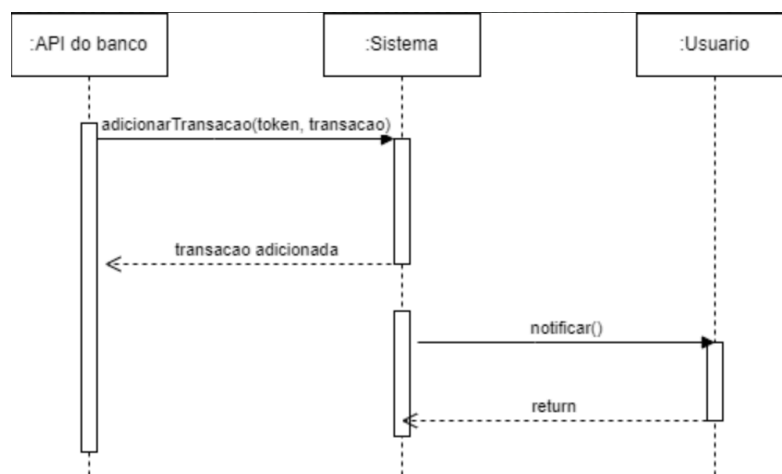 :API do banco
:Sistema
:Usuario
adicionarTransacao(token, transacao)
transacao adicionada
notificar()
return